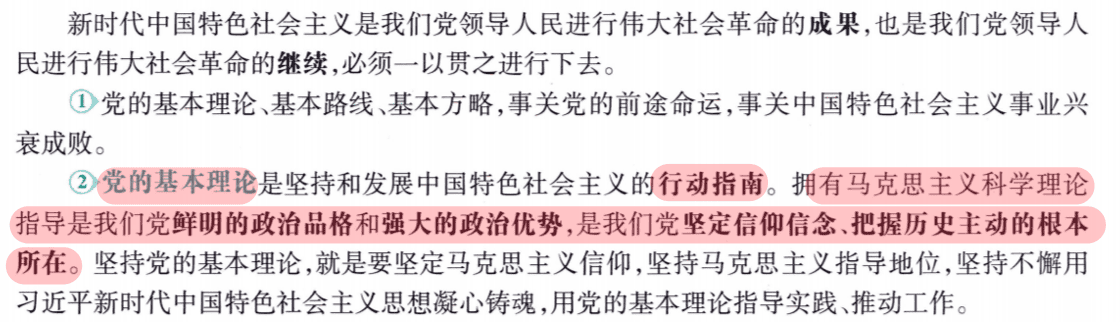 新时代中国特色社会主义是我们党领导人民进行伟大社会革命的成果,也是我们党领导人
民进行伟大社会革命的继续,必须一以贯之进行下去。
①党的基本理论、基本路线、基本方略,事关党的前途命运,事关中国特色社会主义事业兴
衰成败。
②党的基本理论是坚持和发展中国特色社会主义的行动指南。拥有马克思主义科学理论
指导是我们党鲜明的政治品格和强大的政治优势,是我们党坚定信仰信念、把握历史主动的根本
所在。坚持党的基本理论,就是要坚定马克思主义信仰,坚持马克思主义指导地位,坚持不懈用
习近平新时代中国特色社会主义思想凝心铸魂,用党的基本理论指导实践、推动工作。